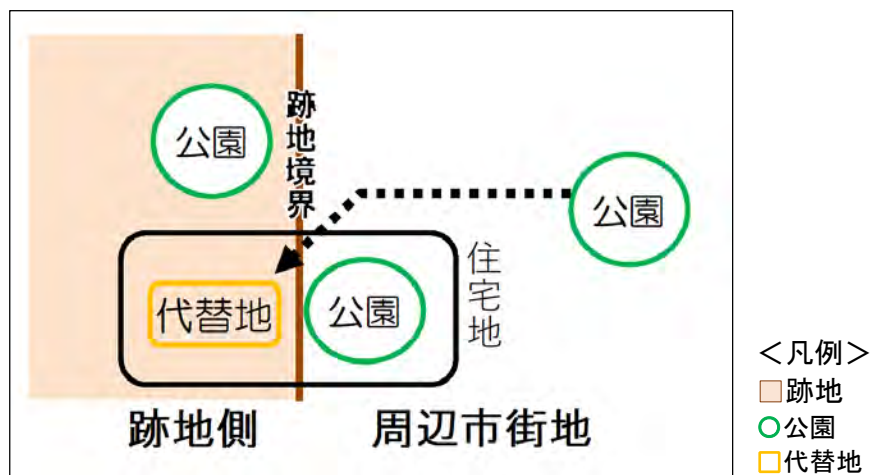 公園
跡地境界
公園
代替地
公園
住宅地
跡地側
周辺市街地
＜凡例＞
跡地
公園
代替地